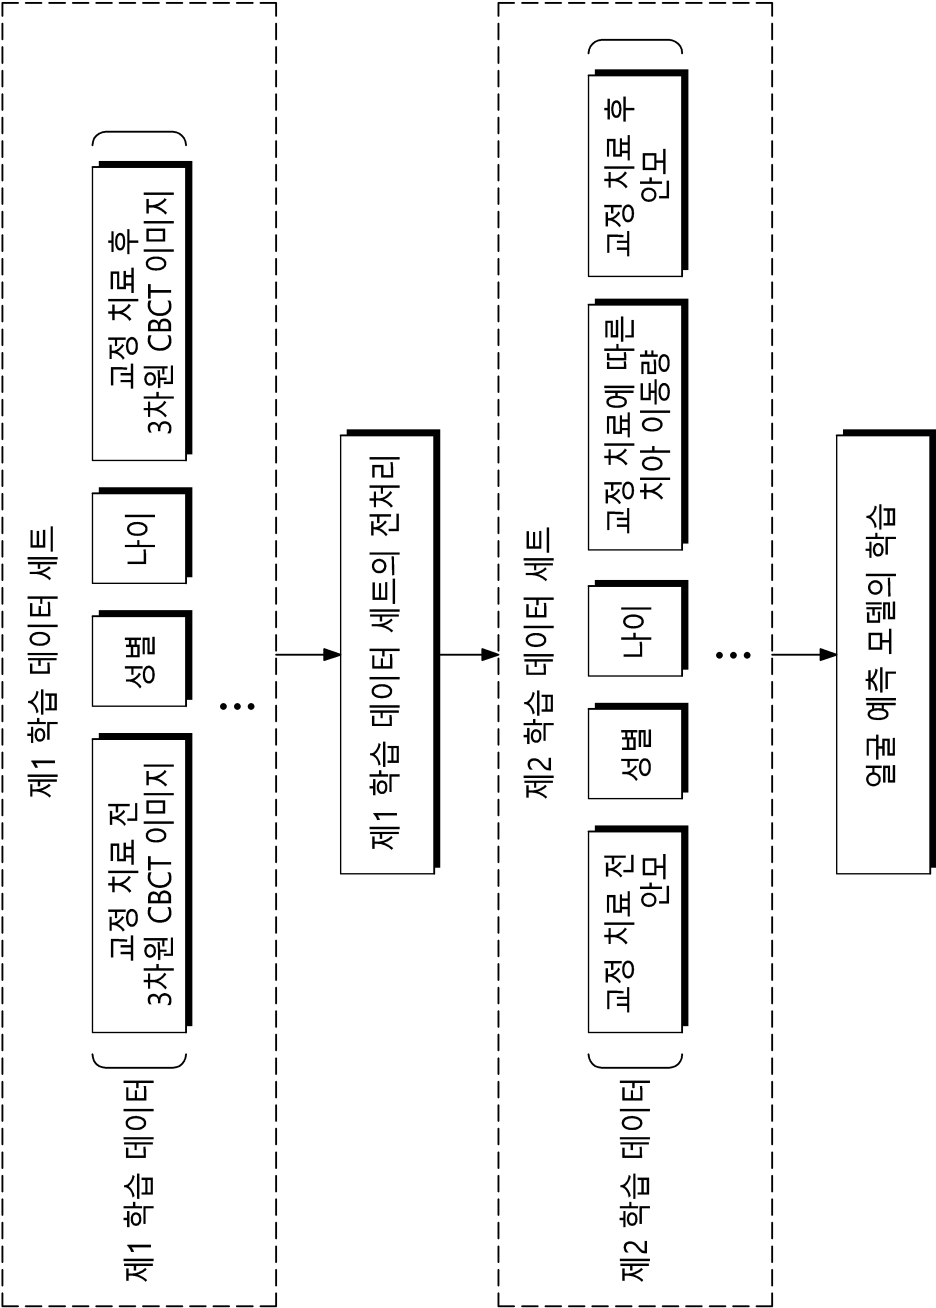 제1 학습 데이터 세트
제1 학습 데이터
교정 치료 전
3차원 CBCT 이미지
성별
나이
교정 치료 후
3차원 CBCT 이미지
•••
제1 학습 데이터 세트의 전처리
제2 학습 데이터 세트
제2 학습 데이터
교정 치료 전
안모
성별
나이
교정 치료에 따른
치아 이동량
교정 치료 후
안모
•••
얼굴 예측 모델의 학습